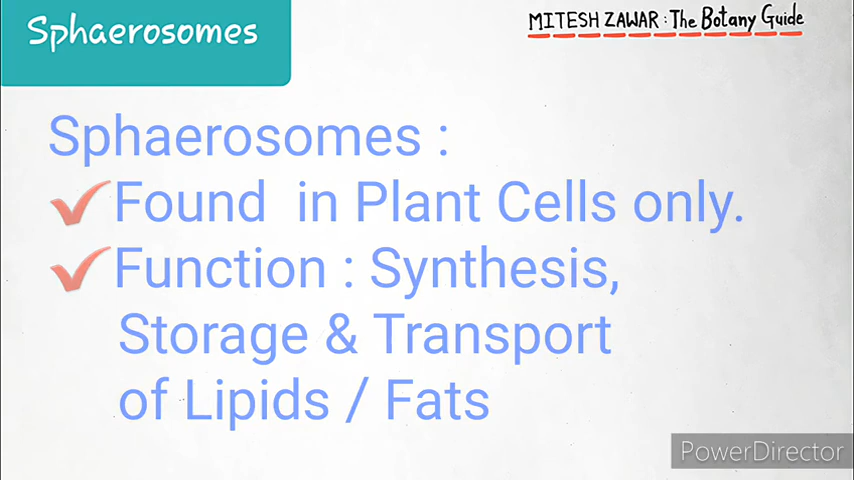 Sphaerosomes
MITESH ZAWAR : The Botany Guide
Sphaerosomes :
Found in Plant Cells only.
Function : Synthesis,
Storage & Transport
of Lipids / Fats
PowerDirector